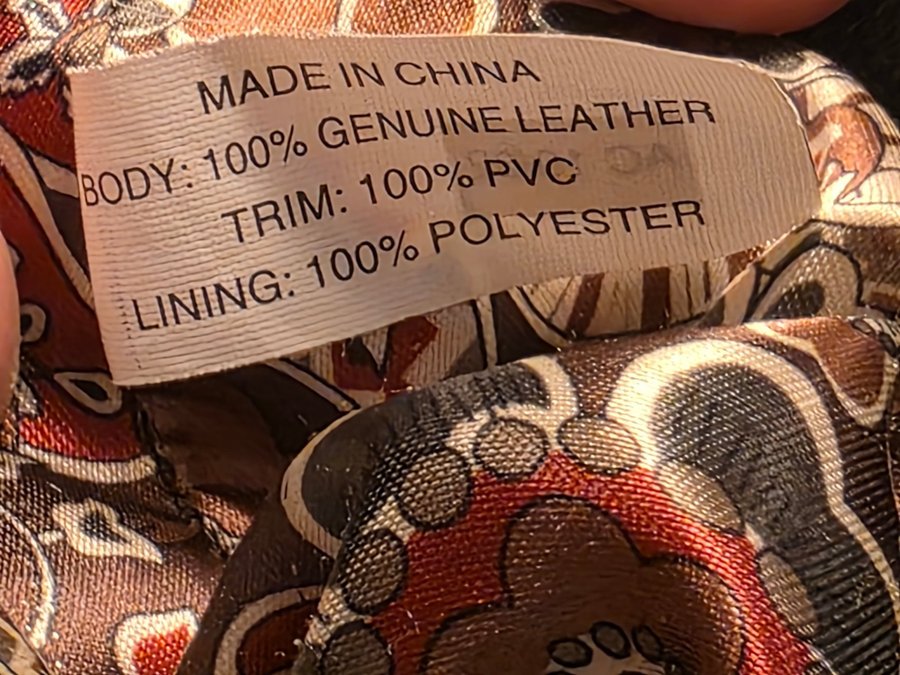 MADE IN CHINA
BODY: 100% GENUINE LEATHER
TRIM: 100% PVC
LINING: 100% POLYESTER